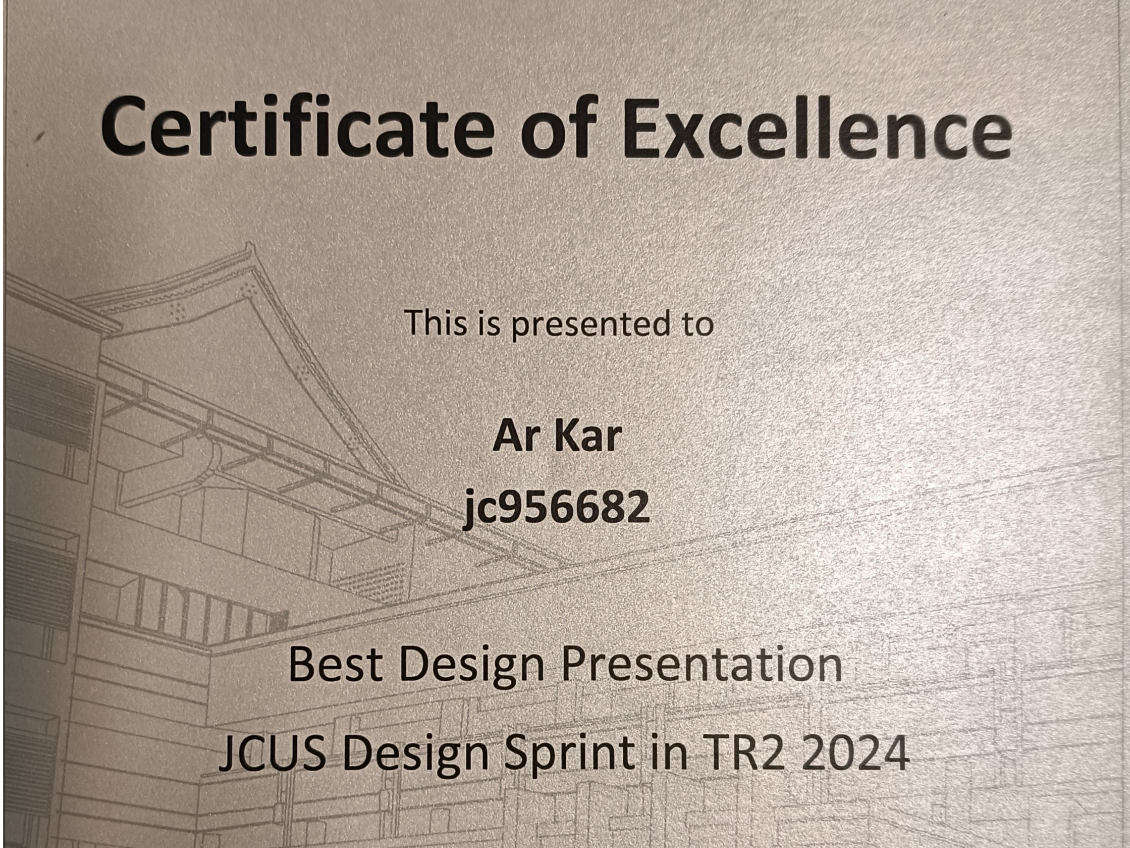 Certificate of Excellence
This is presented to
Ar Kar
jc956682
Best Design Presentation
JCUS Design Sprint in TR2 2024